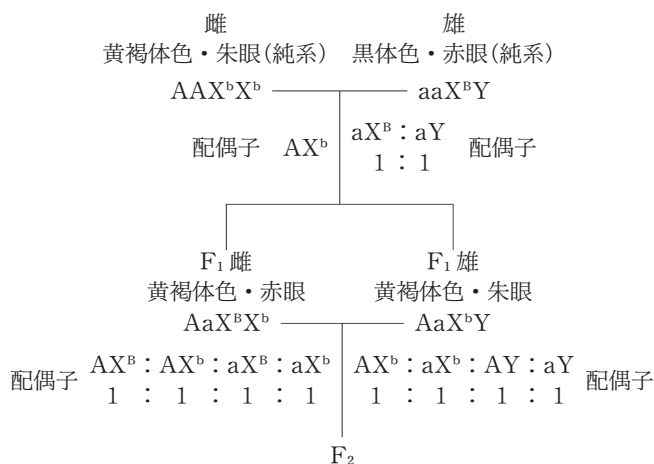 雌 雄
黄褐体色・朱眼(純系) 黒体色・赤眼(純系)
AAXᵇXᵇ aaXᴮY
配偶子 AXᵇ aXᴮ : aY 配偶子
1 : 1
F₁ 雌 F₁ 雄
黄褐体色・赤眼 黄褐体色・朱眼
AaXᴮXᵇ AaXᵇY
配偶子 AXᴮ : AXᵇ : aXᴮ : aXᵇ AXᵇ : aXᵇ : AY : aY 配偶子
1 : 1 : 1 : 1 1 : 1 : 1 : 1
F₂